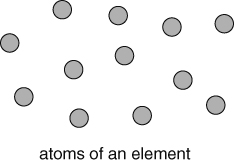 atoms of an element